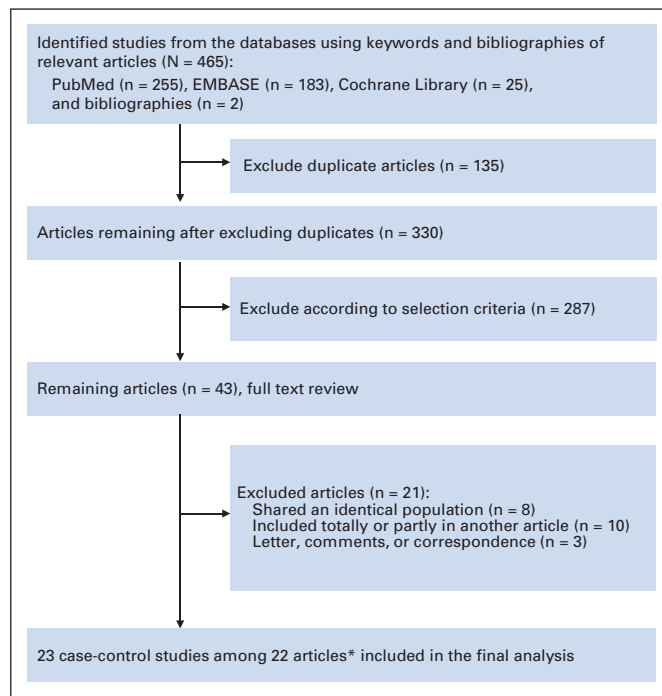 Identified studies from the databases using keywords and bibliographies of
relevant articles (N = 465):
PubMed (n = 255), EMBASE (n = 183), Cochrane Library (n = 25),
and bibliographies (n = 2)
Exclude duplicate articles (n = 135)
Articles remaining after excluding duplicates (n = 330)
Exclude according to selection criteria (n = 287)
Remaining articles (n = 43), full text review
Excluded articles (n = 21):
Shared an identical population (n = 8)
Included totally or partly in another article (n = 10)
Letter, comments, or correspondence (n = 3)
23 case-control studies among 22 articles* included in the final analysis